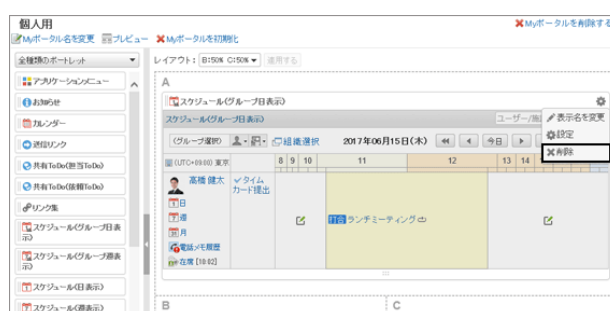 個人用
Myポータル名を変更 プレビュー Myポータルを初期化 Myポータルを削除する
全種類のポートレット レイアウト: B:50% C:50% 適用する
アプリケーションメニュー
お知らせ
カレンダー
送信リンク
共有ToDo(担当ToDo)
共有ToDo(依頼ToDo)
リンク集
スケジュール(グループ日表示)
スケジュール(グループ週表示)
スケジュール(日表示)
スケジュール(週表示)
A
スケジュール(グループ日表示)
スケジュール(グループ日表示) ユーザー/施
表示名を変更
設定
削除
(グループ選択) 組織選択 2017年06月15日(木) 今日
(UTC+09:00) 東京 8 9 10 11 12 13 14
高橋 健太
タイムカード提出
日
週
月
電話メモ履歴
在席 [10:02]
打合 ランチミーティング
B C